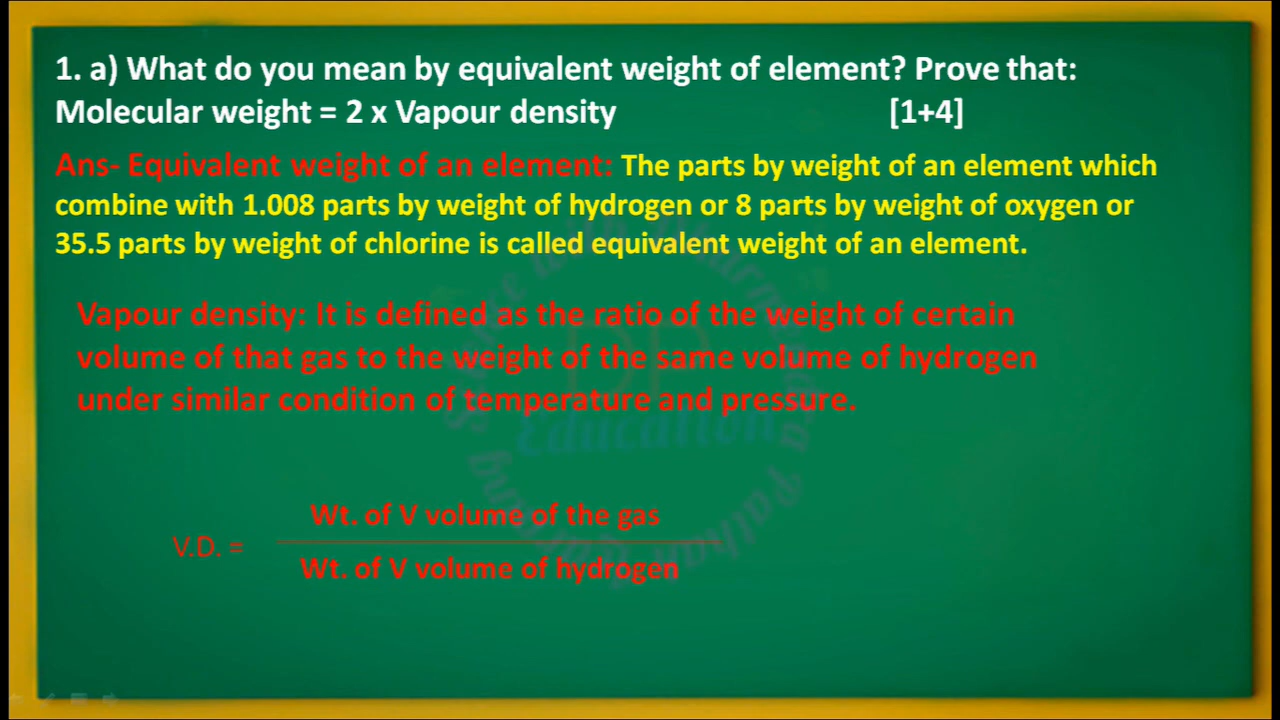 1. a) What do you mean by equivalent weight of element? Prove that:
Molecular weight = 2 x Vapour density [1+4]
Ans- Equivalent weight of an element: The parts by weight of an element which
combine with 1.008 parts by weight of hydrogen or 8 parts by weight of oxygen or
35.5 parts by weight of chlorine is called equivalent weight of an element.
Vapour density: It is defined as the ratio of the weight of certain
volume of that gas to the weight of the same volume of hydrogen
under similar condition of temperature and pressure.
Education
Wt. of V volume of the gas
V.D. =
Wt. of V volume of hydrogen